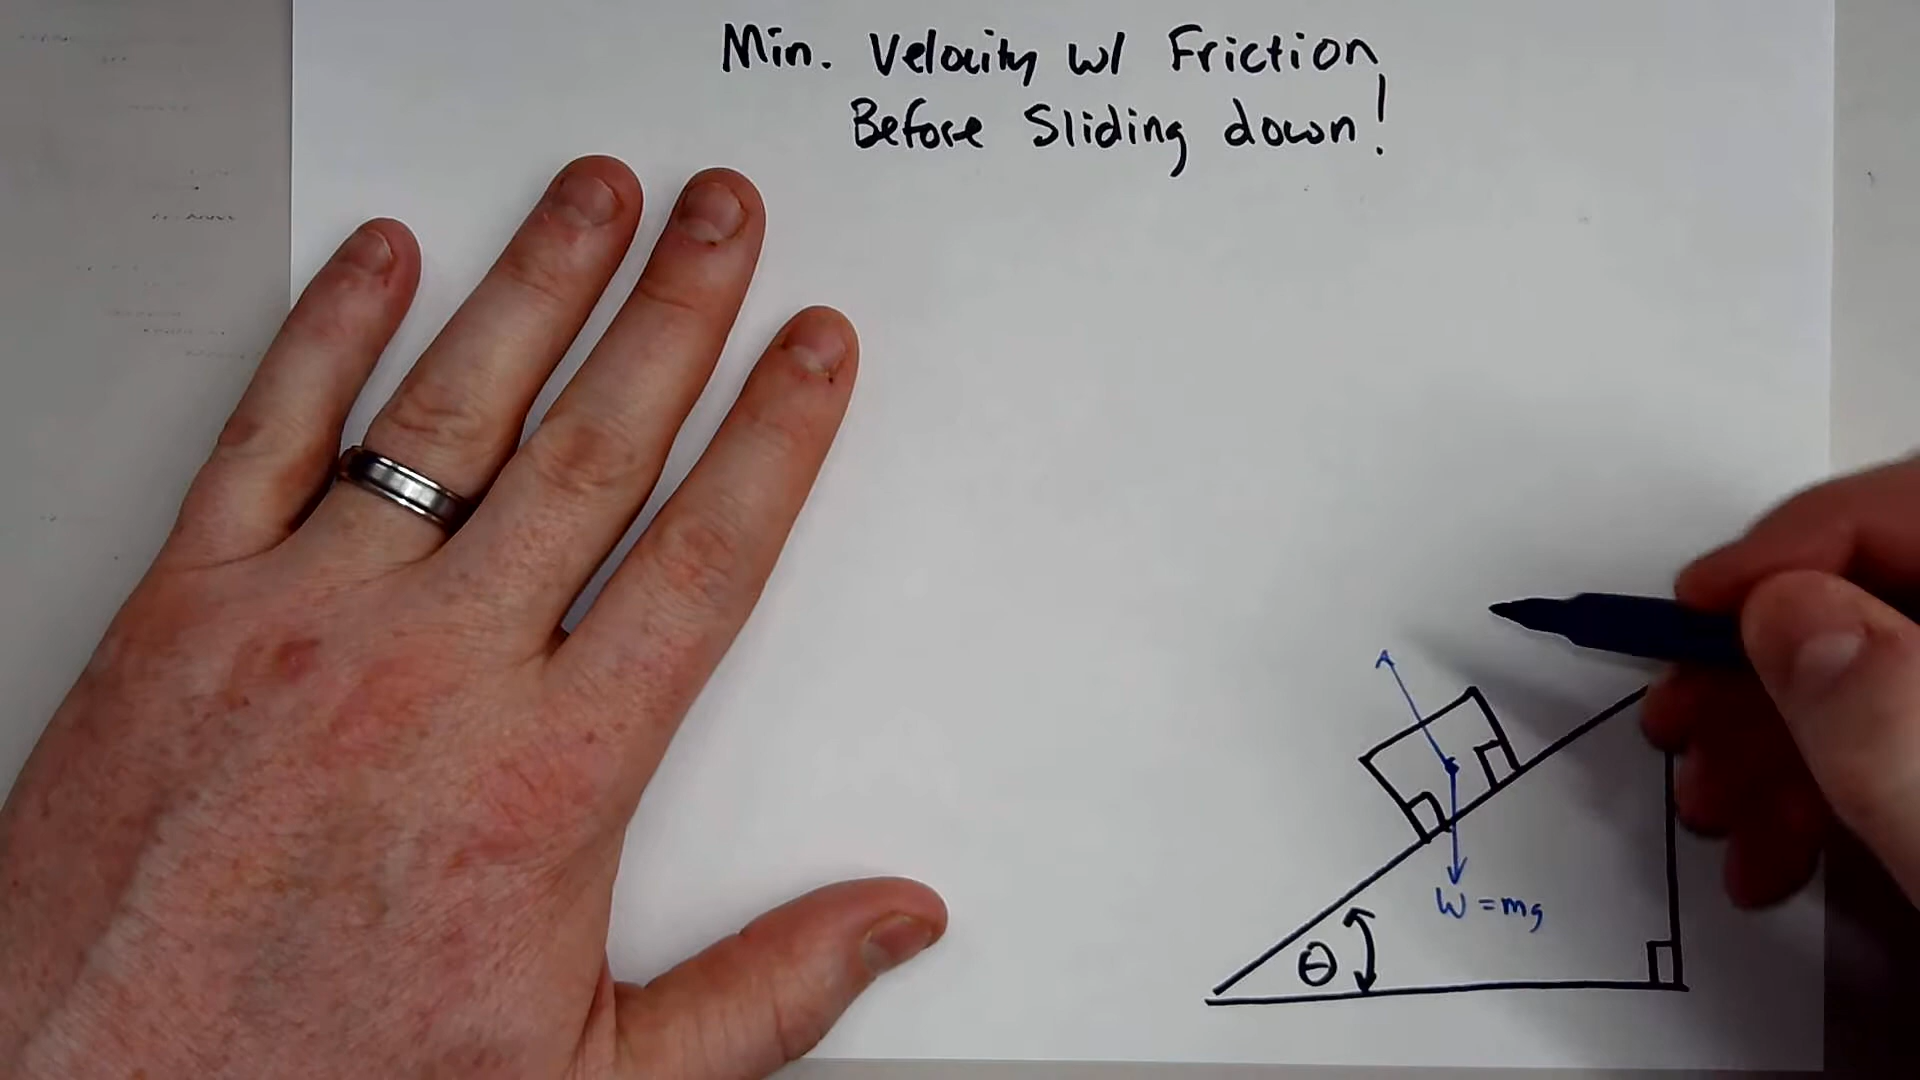 Min. Velocity w/ Friction
Before Sliding down!
W = mg
θ